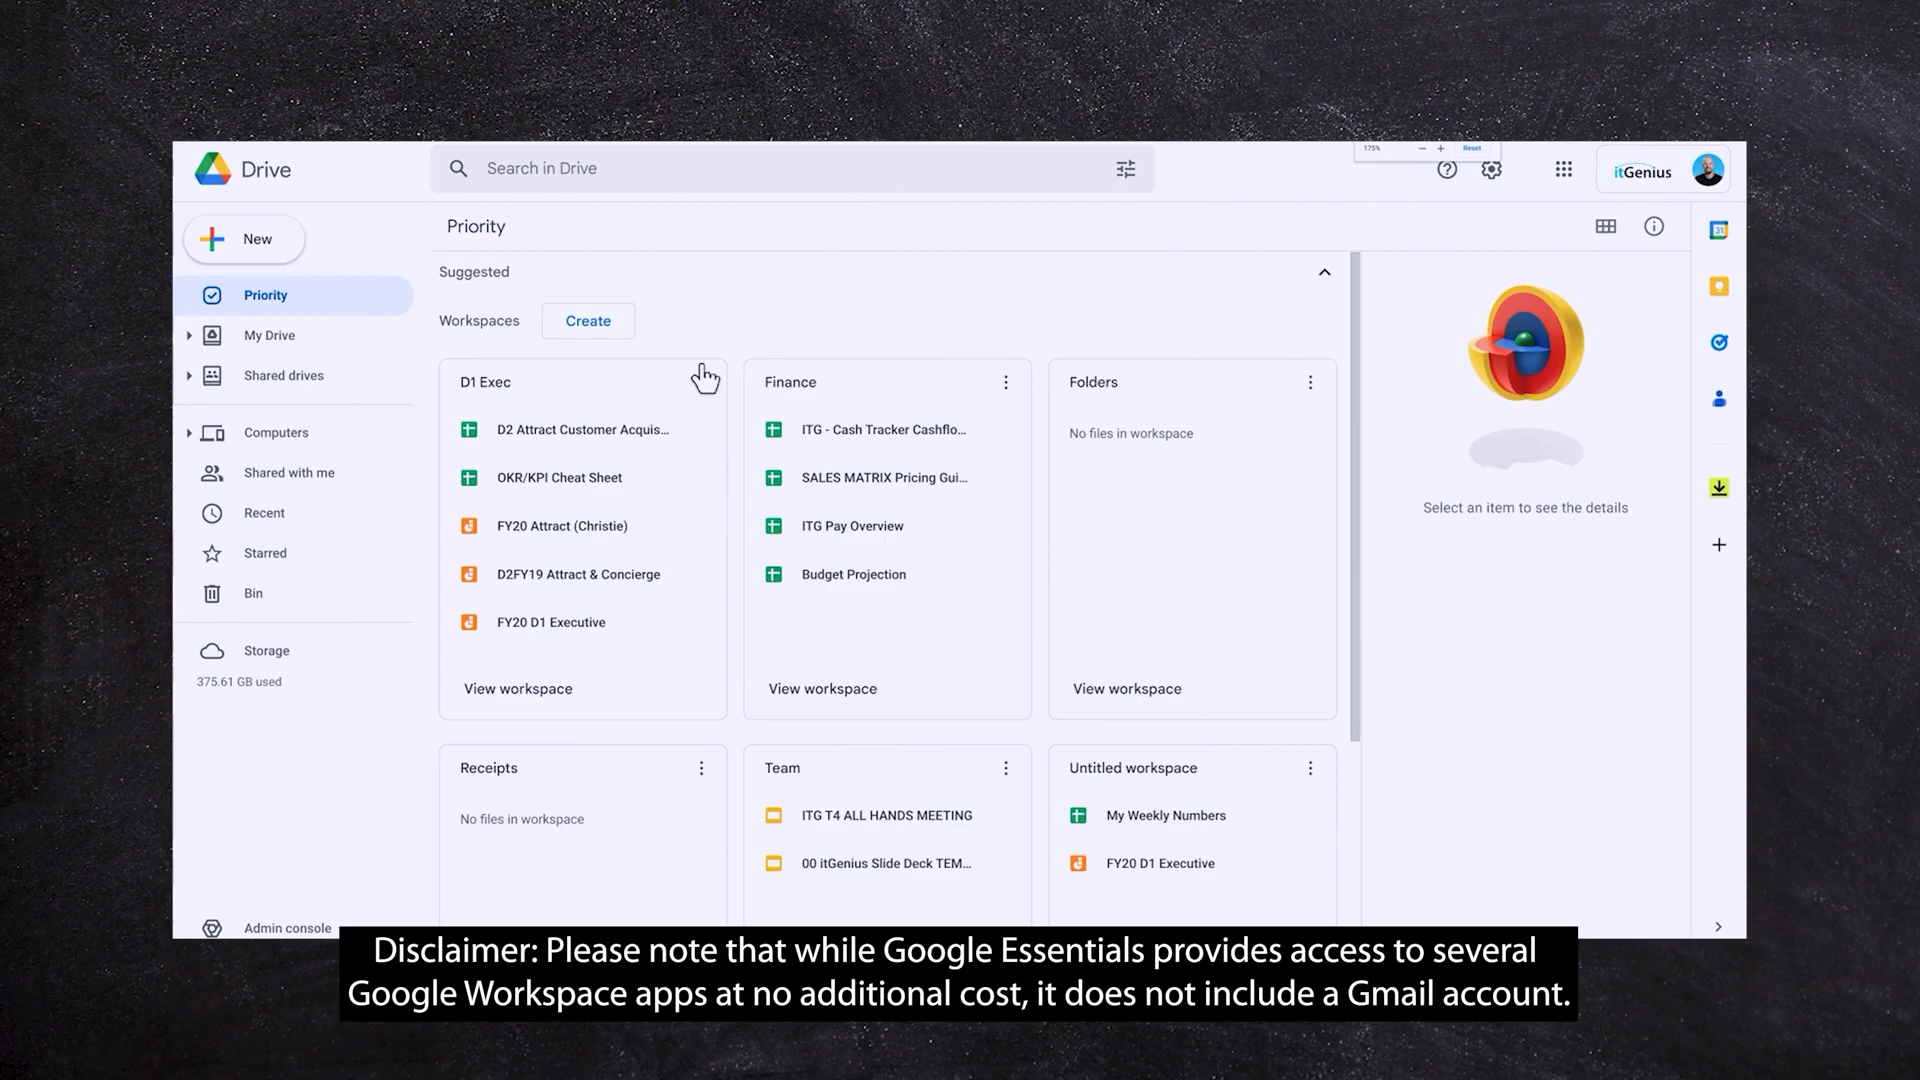 Drive
Search in Drive
175%
Reset
itGenius
New
Priority
My Drive
Shared drives
Computers
Shared with me
Recent
Starred
Bin
Storage
375.61 GB used
Admin console
Priority
Suggested
Workspaces
Create
D1 Exec
D2 Attract Customer Acquis...
OKR/KPI Cheat Sheet
FY20 Attract (Christie)
D2FY19 Attract & Concierge
FY20 D1 Executive
View workspace
Finance
ITG - Cash Tracker Cashflo...
SALES MATRIX Pricing Gui...
ITG Pay Overview
Budget Projection
View workspace
Folders
No files in workspace
View workspace
Receipts
No files in workspace
Team
ITG T4 ALL HANDS MEETING
00 itGenius Slide Deck TEM...
Untitled workspace
My Weekly Numbers
FY20 D1 Executive
Select an item to see the details
31
Disclaimer: Please note that while Google Essentials provides access to several
Google Workspace apps at no additional cost, it does not include a Gmail account.